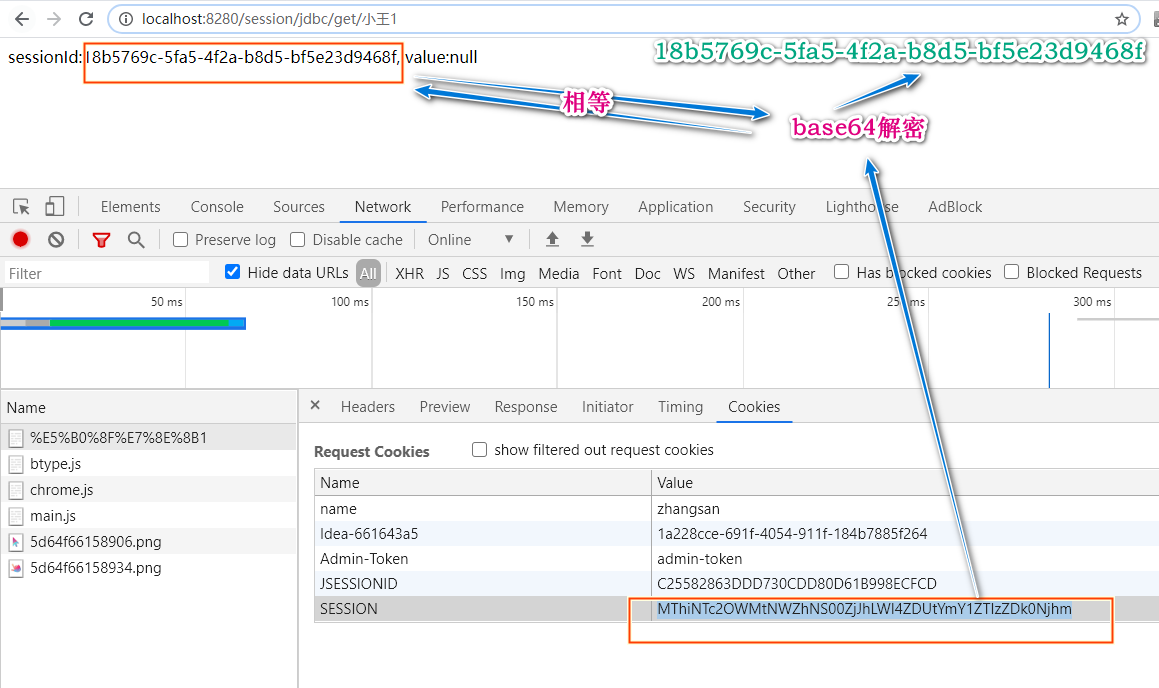 localhost:8280/session/jdbc/get/小王1
sessionId:18b5769c-5fa5-4f2a-b8d5-bf5e23d9468f, value:null
18b5769c-5fa5-4f2a-b8d5-bf5e23d9468f
相等
base64解密
Elements Console Sources Network Performance Memory Application Security Lighthouse AdBlock
Preserve log Disable cache Online
Filter Hide data URLs All XHR JS CSS Img Media Font Doc WS Manifest Other Has blocked cookies Blocked Requests
50 ms 100 ms 150 ms 200 ms 250 ms 300 ms
Name
%E5%B0%8F%E7%8E%8B1
btype.js
chrome.js
main.js
5d64f66158906.png
5d64f66158934.png
Headers Preview Response Initiator Timing Cookies
Request Cookies show filtered out request cookies
Name Value
name zhangsan
Idea-661643a5 1a228cce-691f-4054-911f-184b7885f264
Admin-Token admin-token
JSESSIONID C25582863DDD730CDD80D61B998ECFCD
SESSION MThiNTc2OWMtNWZhNS00ZjJhLWI4ZDUtYmY1ZTIzZDk0Njhm